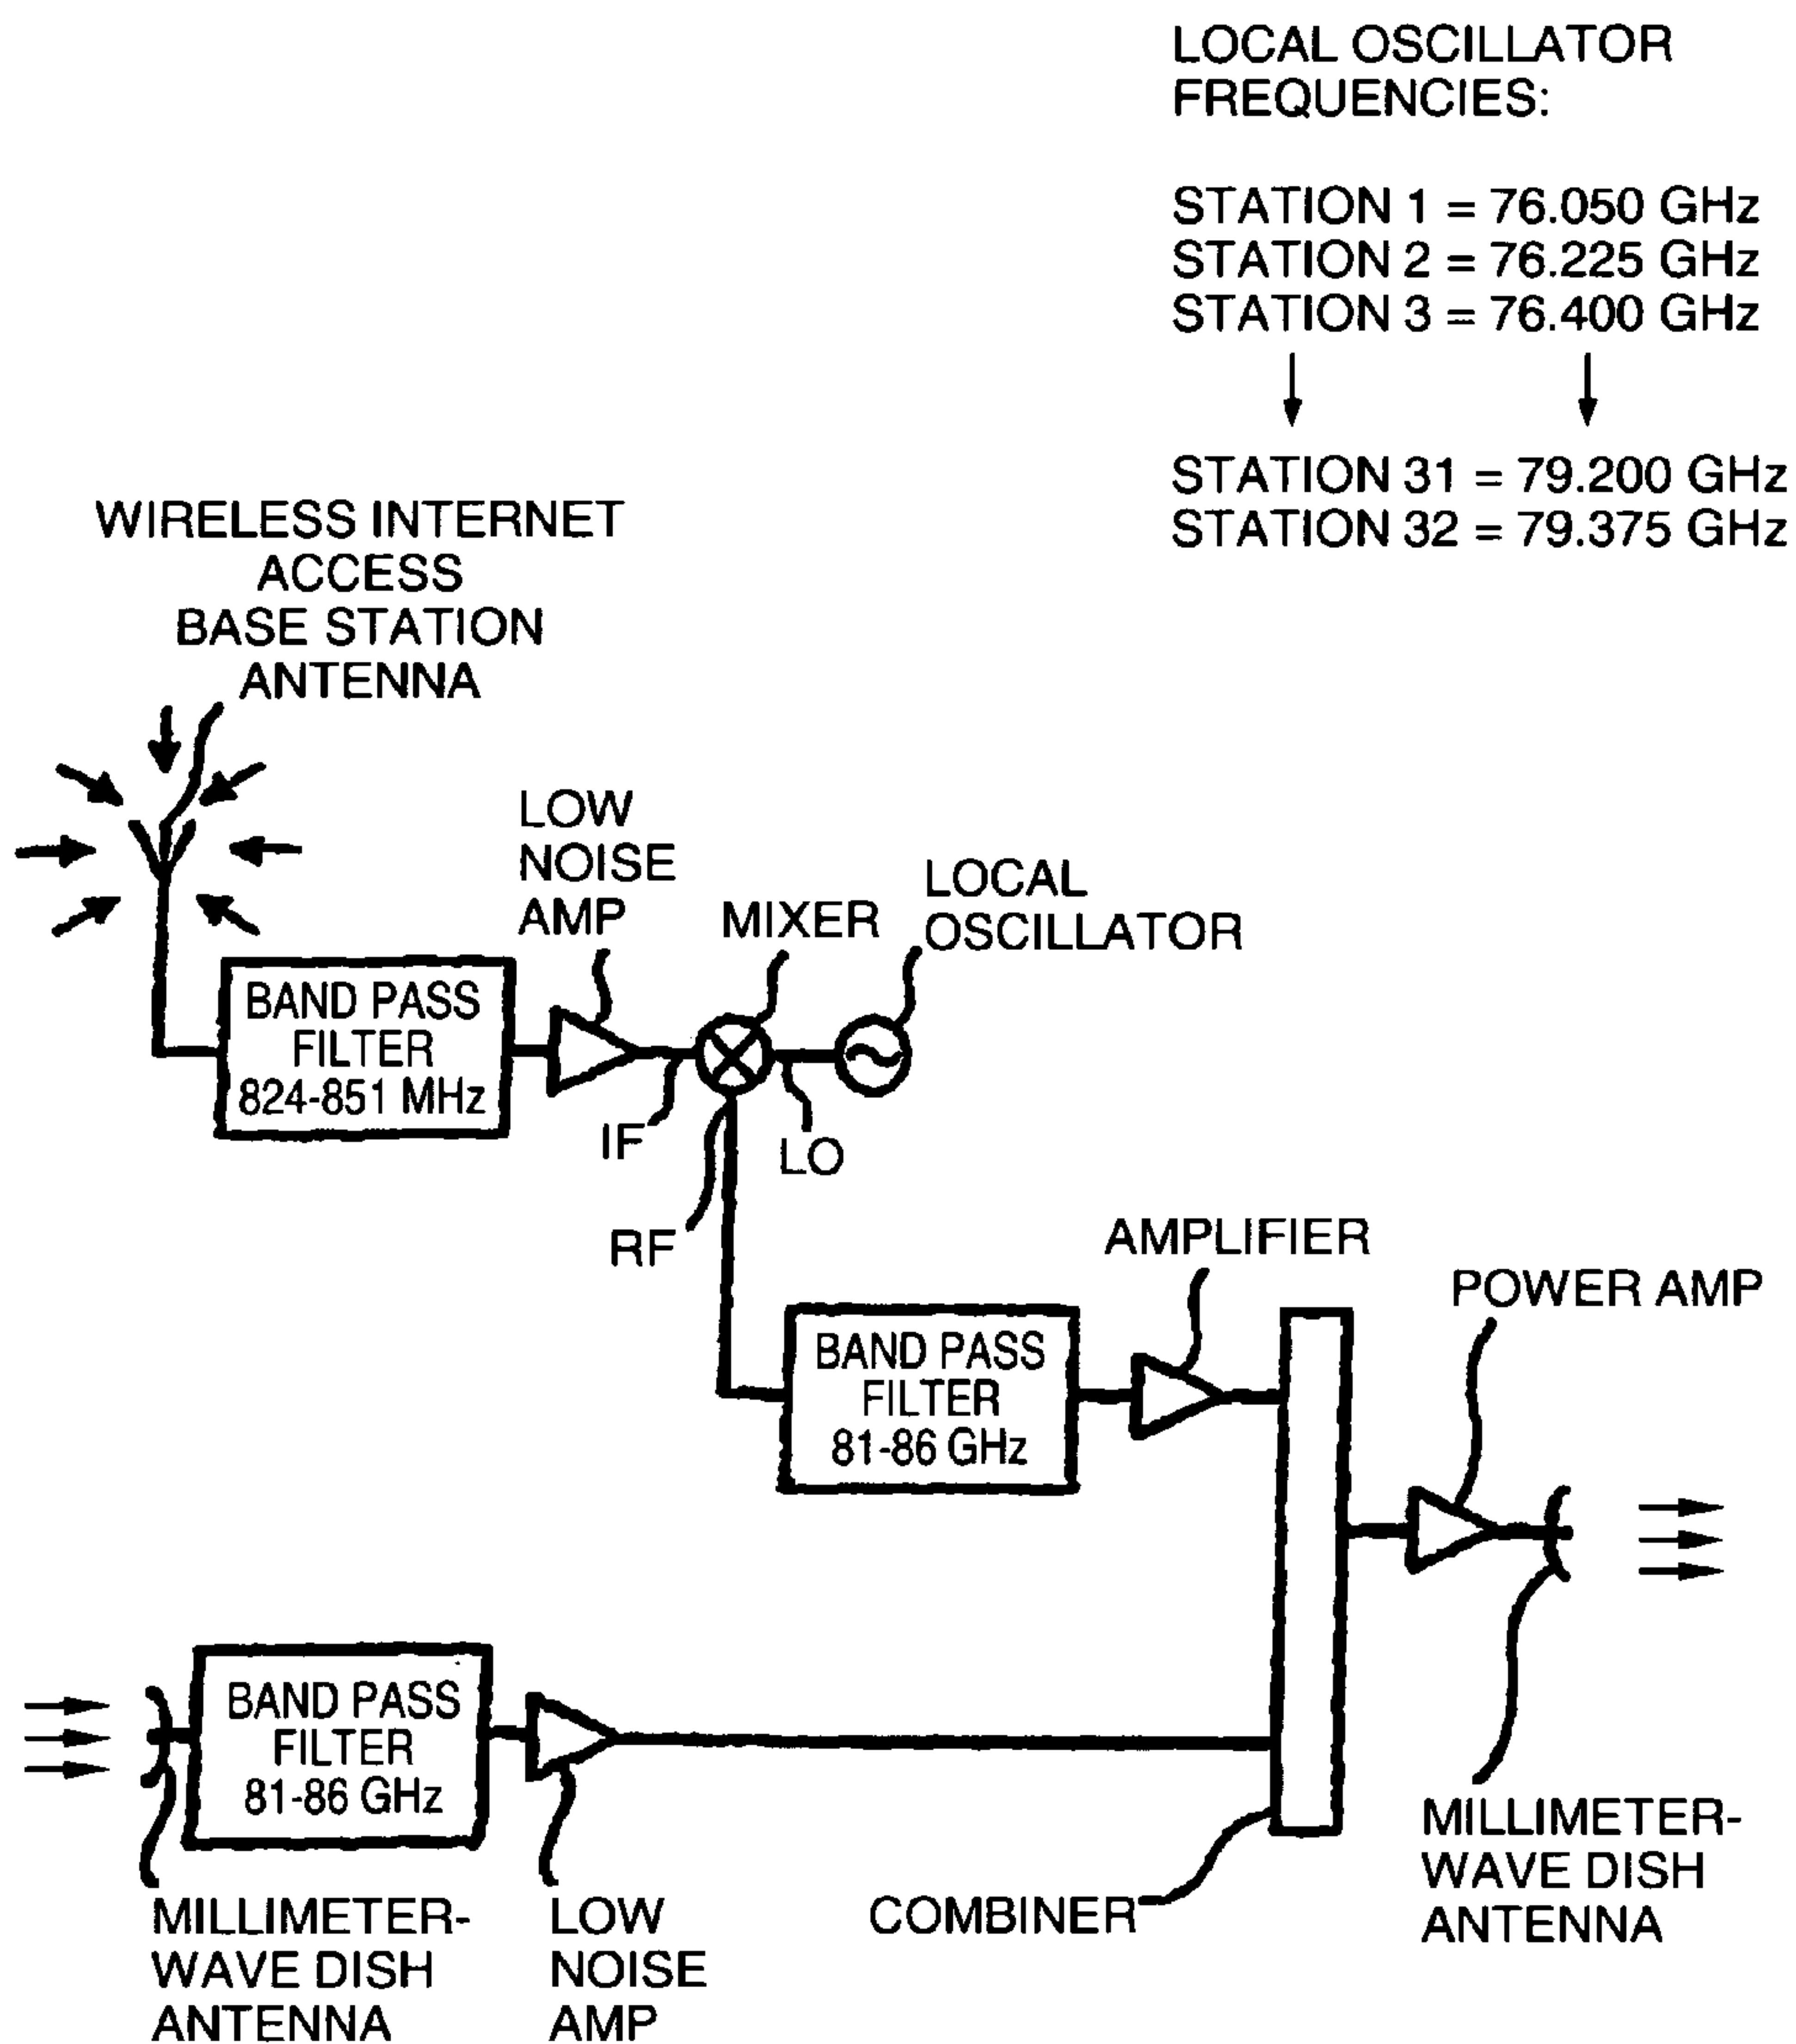 LOCAL OSCILLATOR
FREQUENCIES:
STATION 1 = 76.050 GHz
STATION 2 = 76.225 GHz
STATION 3 = 76.400 GHz
STATION 31 = 79.200 GHz
STATION 32 = 79.375 GHz
WIRELESS INTERNET
ACCESS
BASE STATION
ANTENNA
LOW
NOISE
AMP
MIXER
LOCAL
OSCILLATOR
BAND PASS
FILTER
824-851 MHz
IF
LO
RF
AMPLIFIER
POWER AMP
BAND PASS
FILTER
81-86 GHz
BAND PASS
FILTER
81-86 GHz
MILLIMETER-
WAVE DISH
ANTENNA
LOW
NOISE
AMP
COMBINER
MILLIMETER-
WAVE DISH
ANTENNA